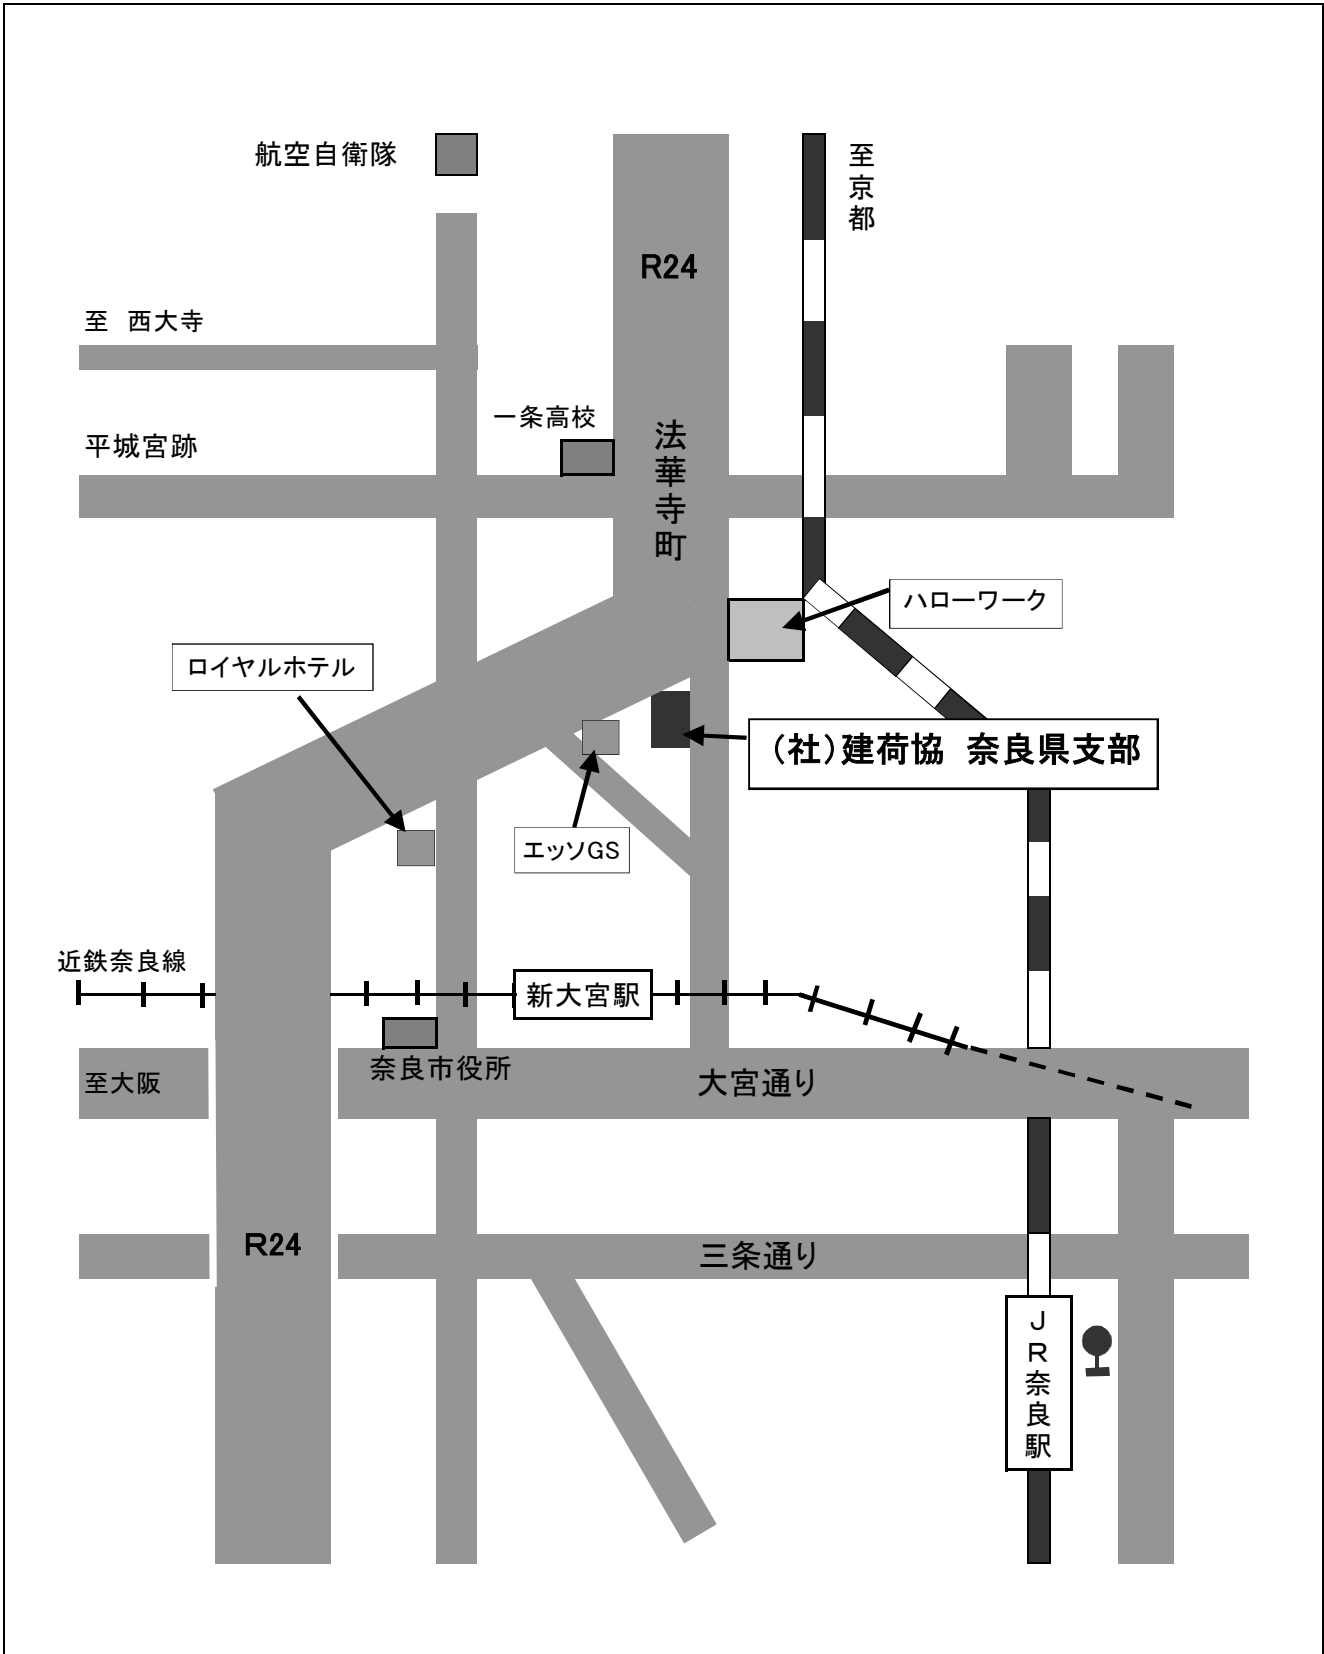 航空自衛隊
至京都
R24
至　西大寺
一条高校
平城宮跡
法華寺町
ハローワーク
ロイヤルホテル
（社）建荷協　奈良県支部
エッソGS
近鉄奈良線
新大宮駅
奈良市役所
至大阪
大宮通り
R24
三条通り
ＪＲ奈良駅